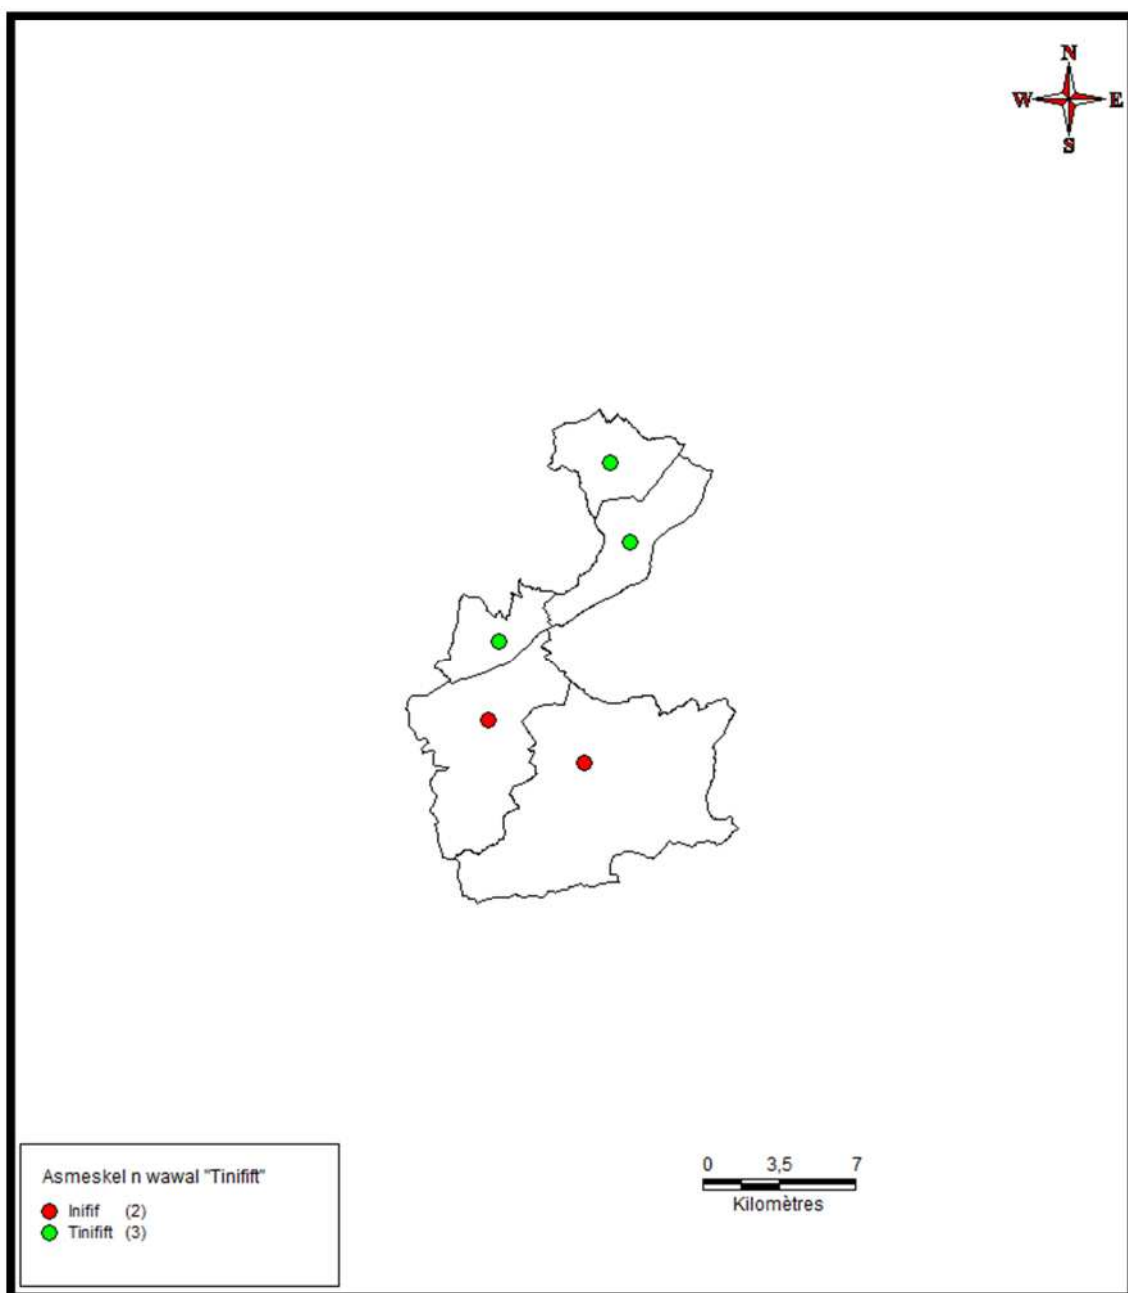 N
W E
S
Asmeskel n wawal "Tinifift"
Inifif (2)
Tinifift (3)
0 3,5 7
Kilomètres